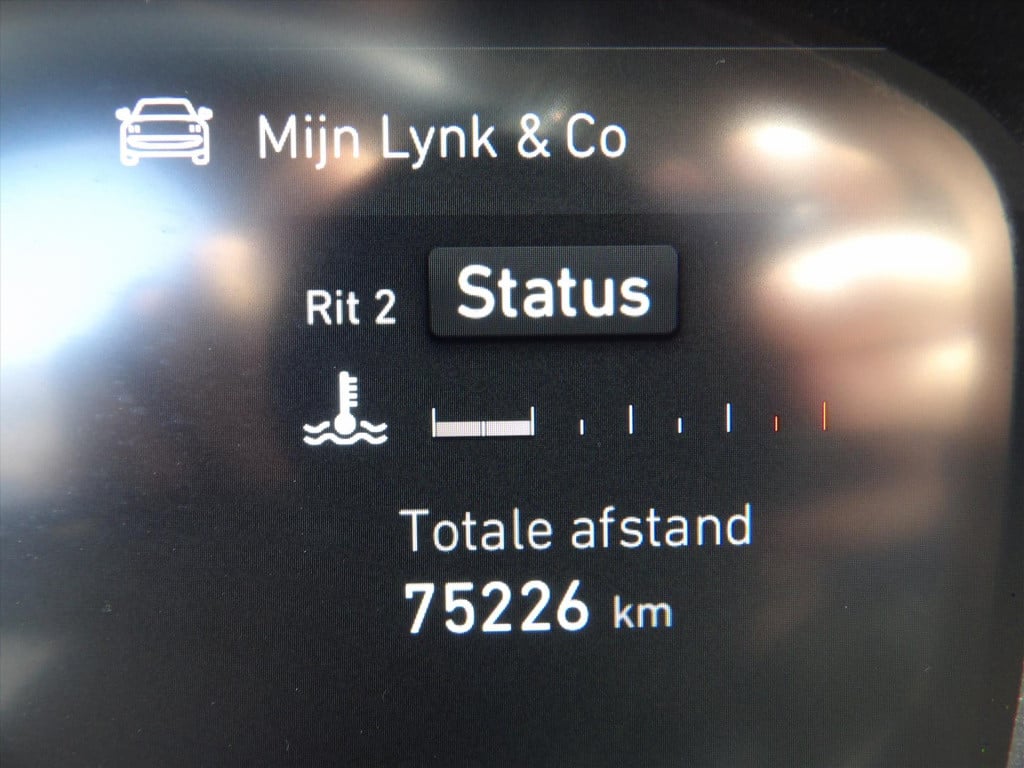 Mijn Lynk & Co
Rit 2 Status
Totale afstand
75226 km